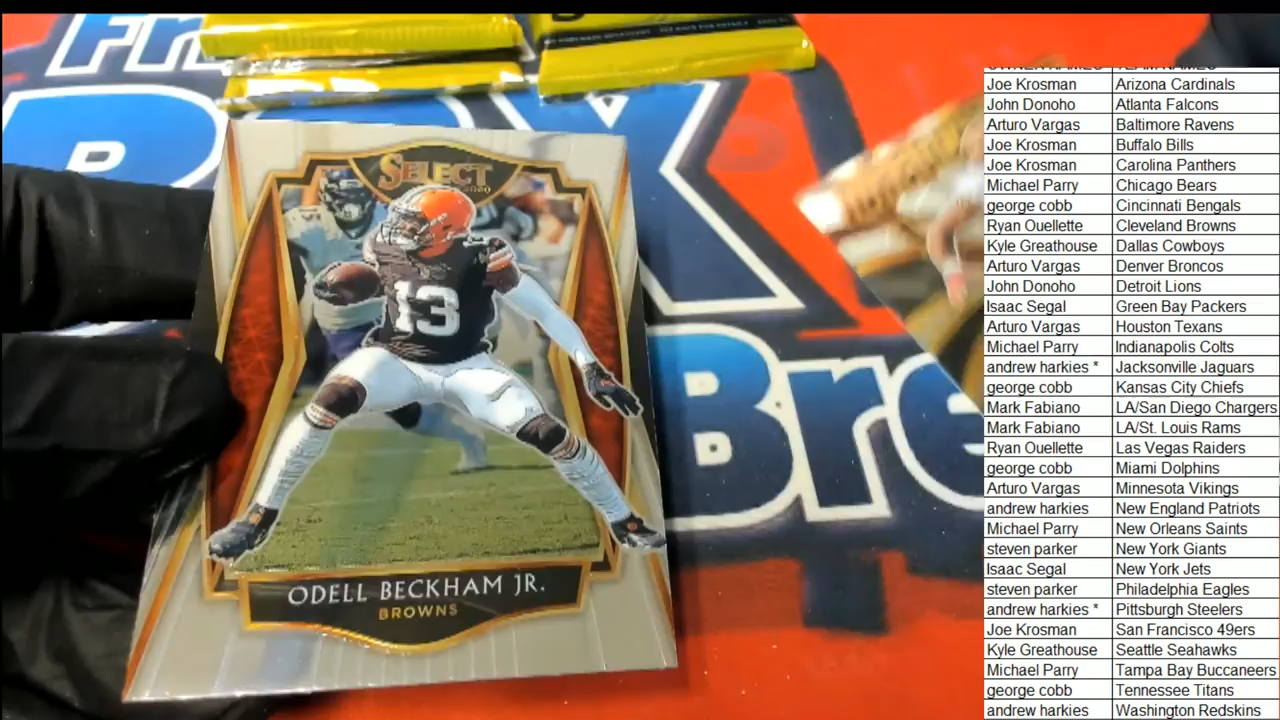 SELECT
2020
13
ODELL BECKHAM JR.
BROWNS
Bre
Joe Krosman Arizona Cardinals
John Donoho Atlanta Falcons
Arturo Vargas Baltimore Ravens
Joe Krosman Buffalo Bills
Joe Krosman Carolina Panthers
Michael Parry Chicago Bears
george cobb Cincinnati Bengals
Ryan Ouellette Cleveland Browns
Kyle Greathouse Dallas Cowboys
Arturo Vargas Denver Broncos
John Donoho Detroit Lions
Isaac Segal Green Bay Packers
Arturo Vargas Houston Texans
Michael Parry Indianapolis Colts
andrew harkies * Jacksonville Jaguars
george cobb Kansas City Chiefs
Mark Fabiano LA/San Diego Chargers
Mark Fabiano LA/St. Louis Rams
Ryan Ouellette Las Vegas Raiders
george cobb Miami Dolphins
Arturo Vargas Minnesota Vikings
andrew harkies New England Patriots
Michael Parry New Orleans Saints
steven parker New York Giants
Isaac Segal New York Jets
steven parker Philadelphia Eagles
andrew harkies * Pittsburgh Steelers
Joe Krosman San Francisco 49ers
Kyle Greathouse Seattle Seahawks
Michael Parry Tampa Bay Buccaneers
george cobb Tennessee Titans
andrew harkies Washington Redskins